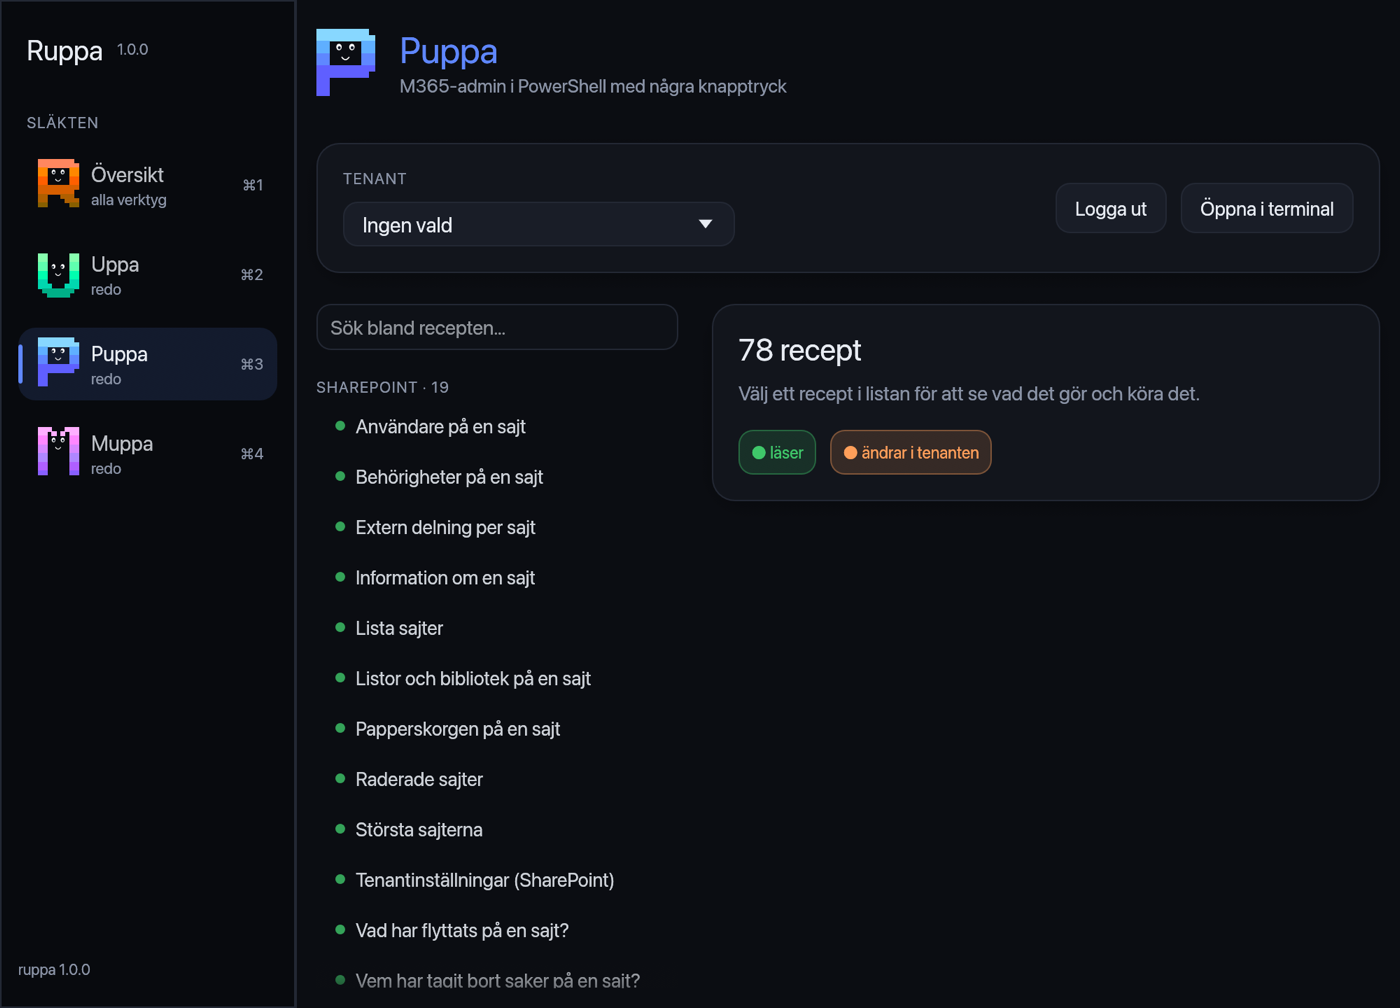 Ruppa 1.0.0
SLÄKTEN
Översikt
alla verktyg
⌘1
Uppa
redo
⌘2
Puppa
redo
⌘3
Muppa
redo
⌘4
ruppa 1.0.0
Puppa
M365-admin i PowerShell med några knapptryck
TENANT
Ingen vald
Logga ut
Öppna i terminal
Sök bland recepten...
SHAREPOINT · 19
Användare på en sajt
Behörigheter på en sajt
Extern delning per sajt
Information om en sajt
Lista sajter
Listor och bibliotek på en sajt
Papperskorgen på en sajt
Raderade sajter
Största sajterna
Tenantinställningar (SharePoint)
Vad har flyttats på en sajt?
Vem har tagit bort saker på en sajt?
78 recept
Välj ett recept i listan för att se vad det gör och köra det.
läser
ändrar i tenanten